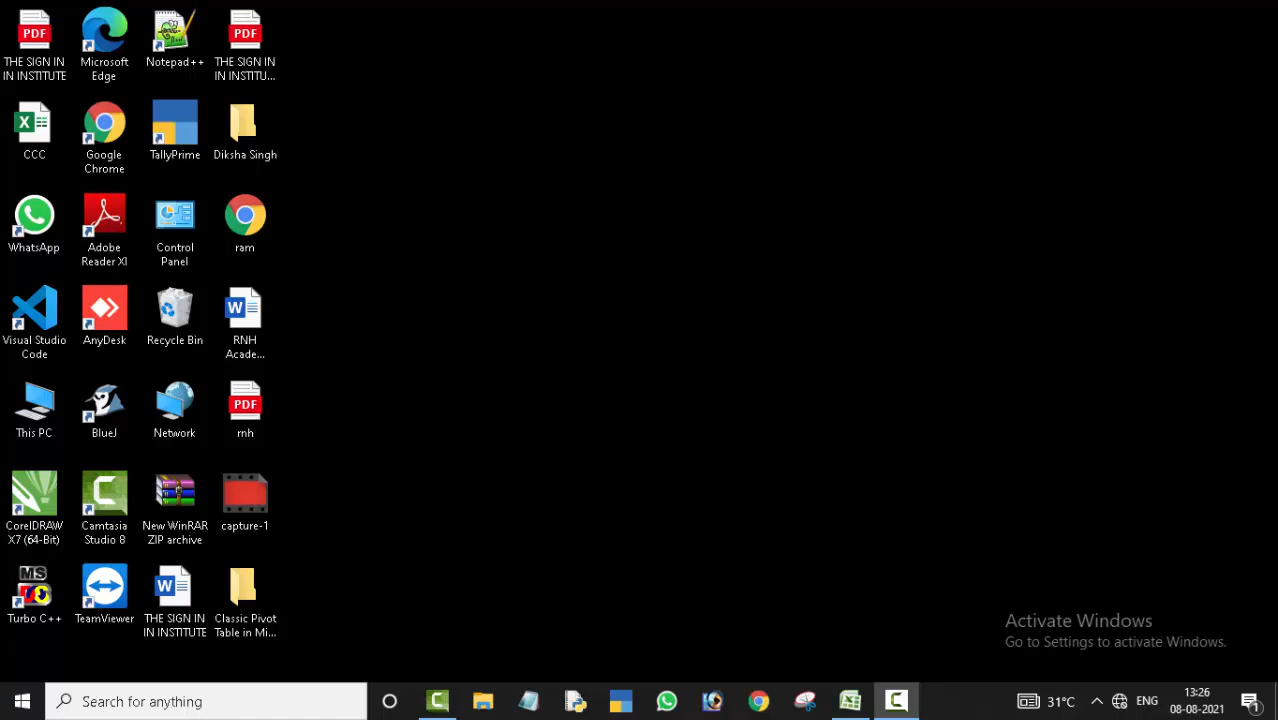 PDF
THE SIGN IN
IN INSTITUTE
Microsoft
Edge
Notepad++
PDF
THE SIGN IN
IN INSTITU...
CCC
Google
Chrome
TallyPrime
Diksha Singh
WhatsApp
Adobe
Reader XI
Control
Panel
ram
Visual Studio
Code
AnyDesk
Recycle Bin
RNH
Acade...
This PC
BlueJ
Network
PDF
rnh
CorelDRAW
X7 (64-Bit)
Camtasia
Studio 8
New WinRAR
ZIP archive
capture-1
MS
Turbo C++
TeamViewer
THE SIGN IN
IN INSTITUTE
Classic Pivot
Table in Mi...
Activate Windows
Go to Settings to activate Windows.
Search for anything
31°C
ENG
13:26
08-08-2021
1